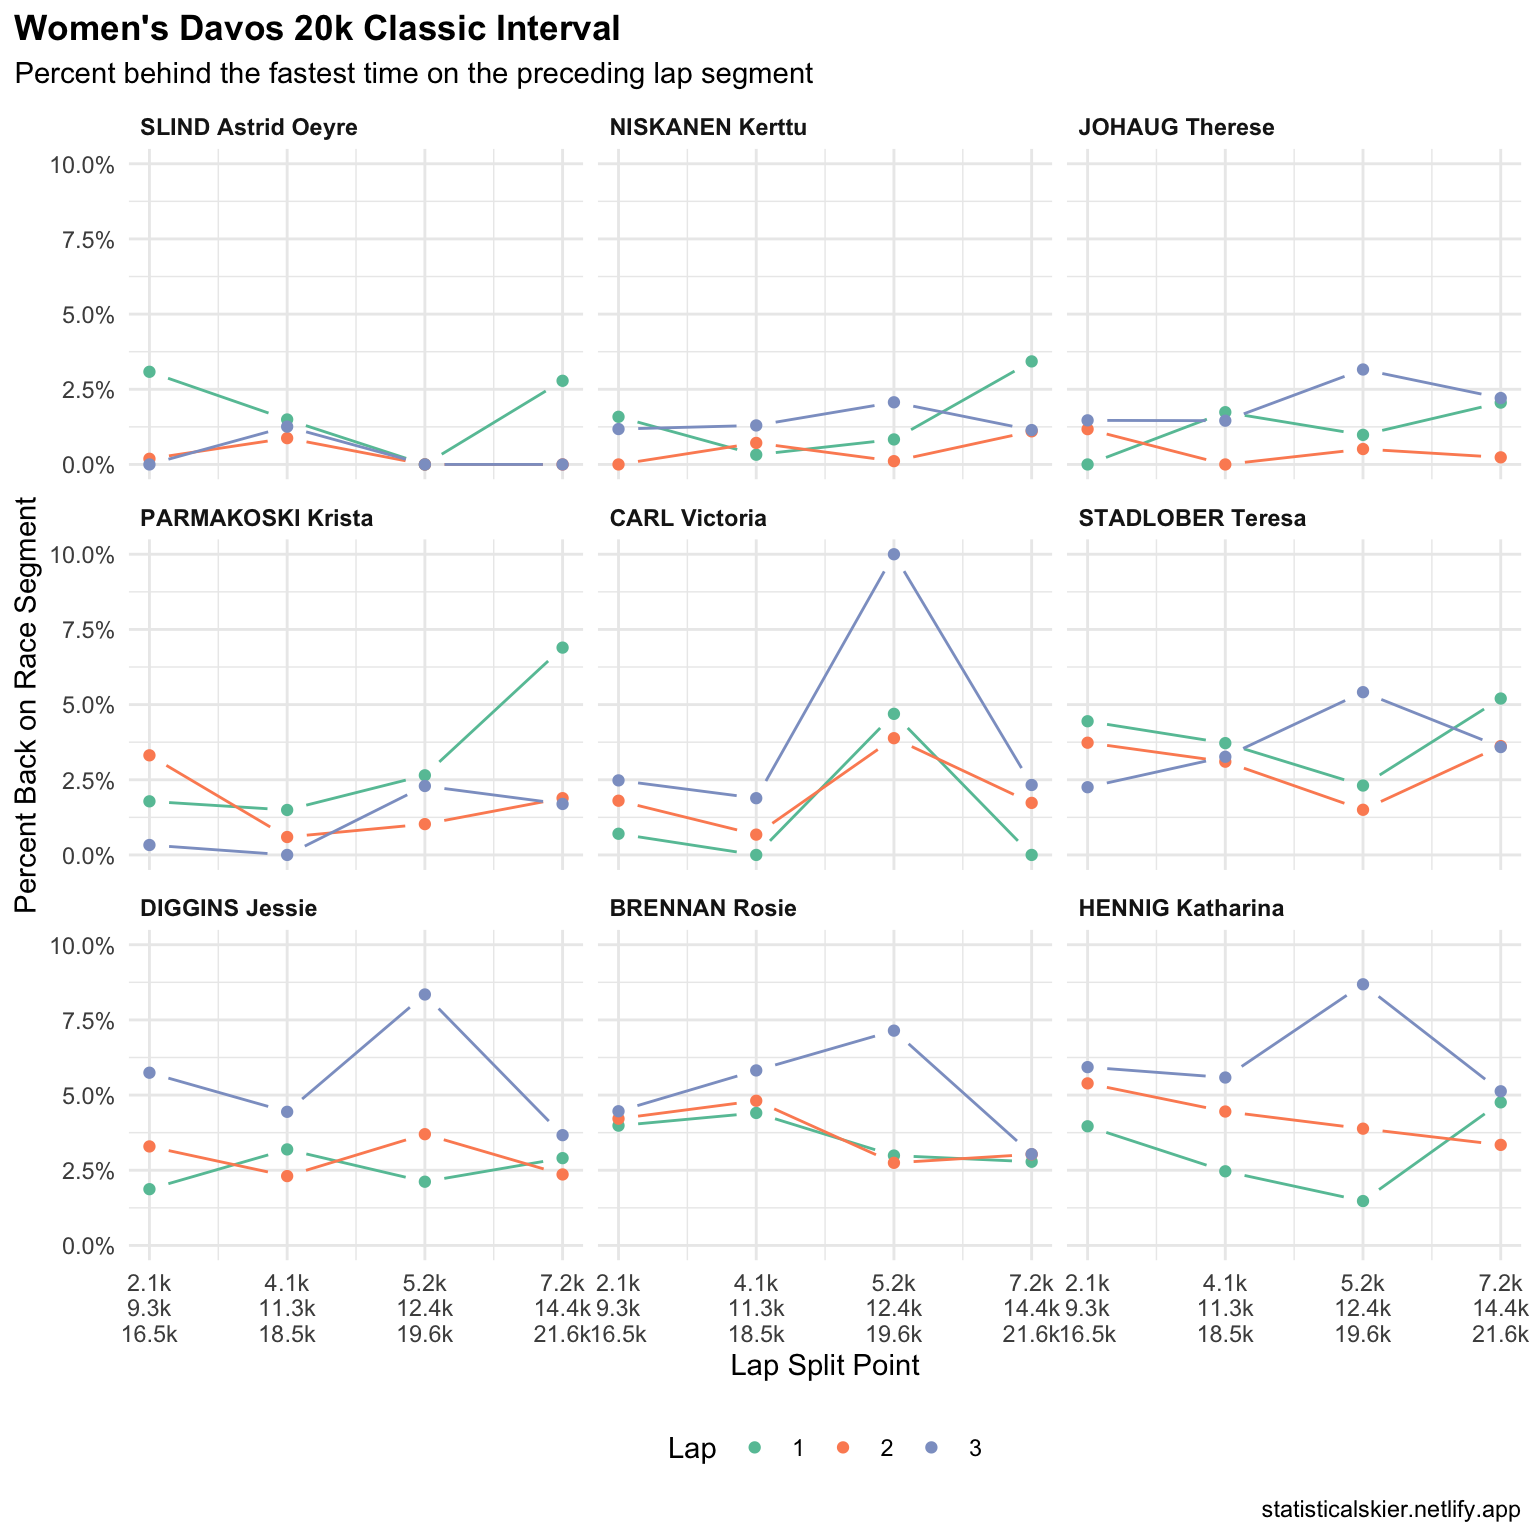 Women's Davos 20k Classic Interval
Percent behind the fastest time on the preceding lap segment
Percent Back on Race Segment
SLIND Astrid Oeyre
NISKANEN Kerttu
JOHAUG Therese
10.0%
7.5%
5.0%
2.5%
0.0%
PARMAKOSKI Krista
CARL Victoria
STADLOBER Teresa
10.0%
7.5%
5.0%
2.5%
0.0%
DIGGINS Jessie
BRENNAN Rosie
HENNIG Katharina
10.0%
7.5%
5.0%
2.5%
0.0%
2.1k 4.1k 5.2k 7.2k 2.1k 4.1k 5.2k 7.2k 2.1k 4.1k 5.2k 7.2k
9.3k 11.3k 12.4k 14.4k 9.3k 11.3k 12.4k 14.4k 9.3k 11.3k 12.4k 14.4k
16.5k 18.5k 19.6k 21.6k 16.5k 18.5k 19.6k 21.6k 16.5k 18.5k 19.6k 21.6k
Lap Split Point
Lap 1 2 3
statisticalskier.netlify.app